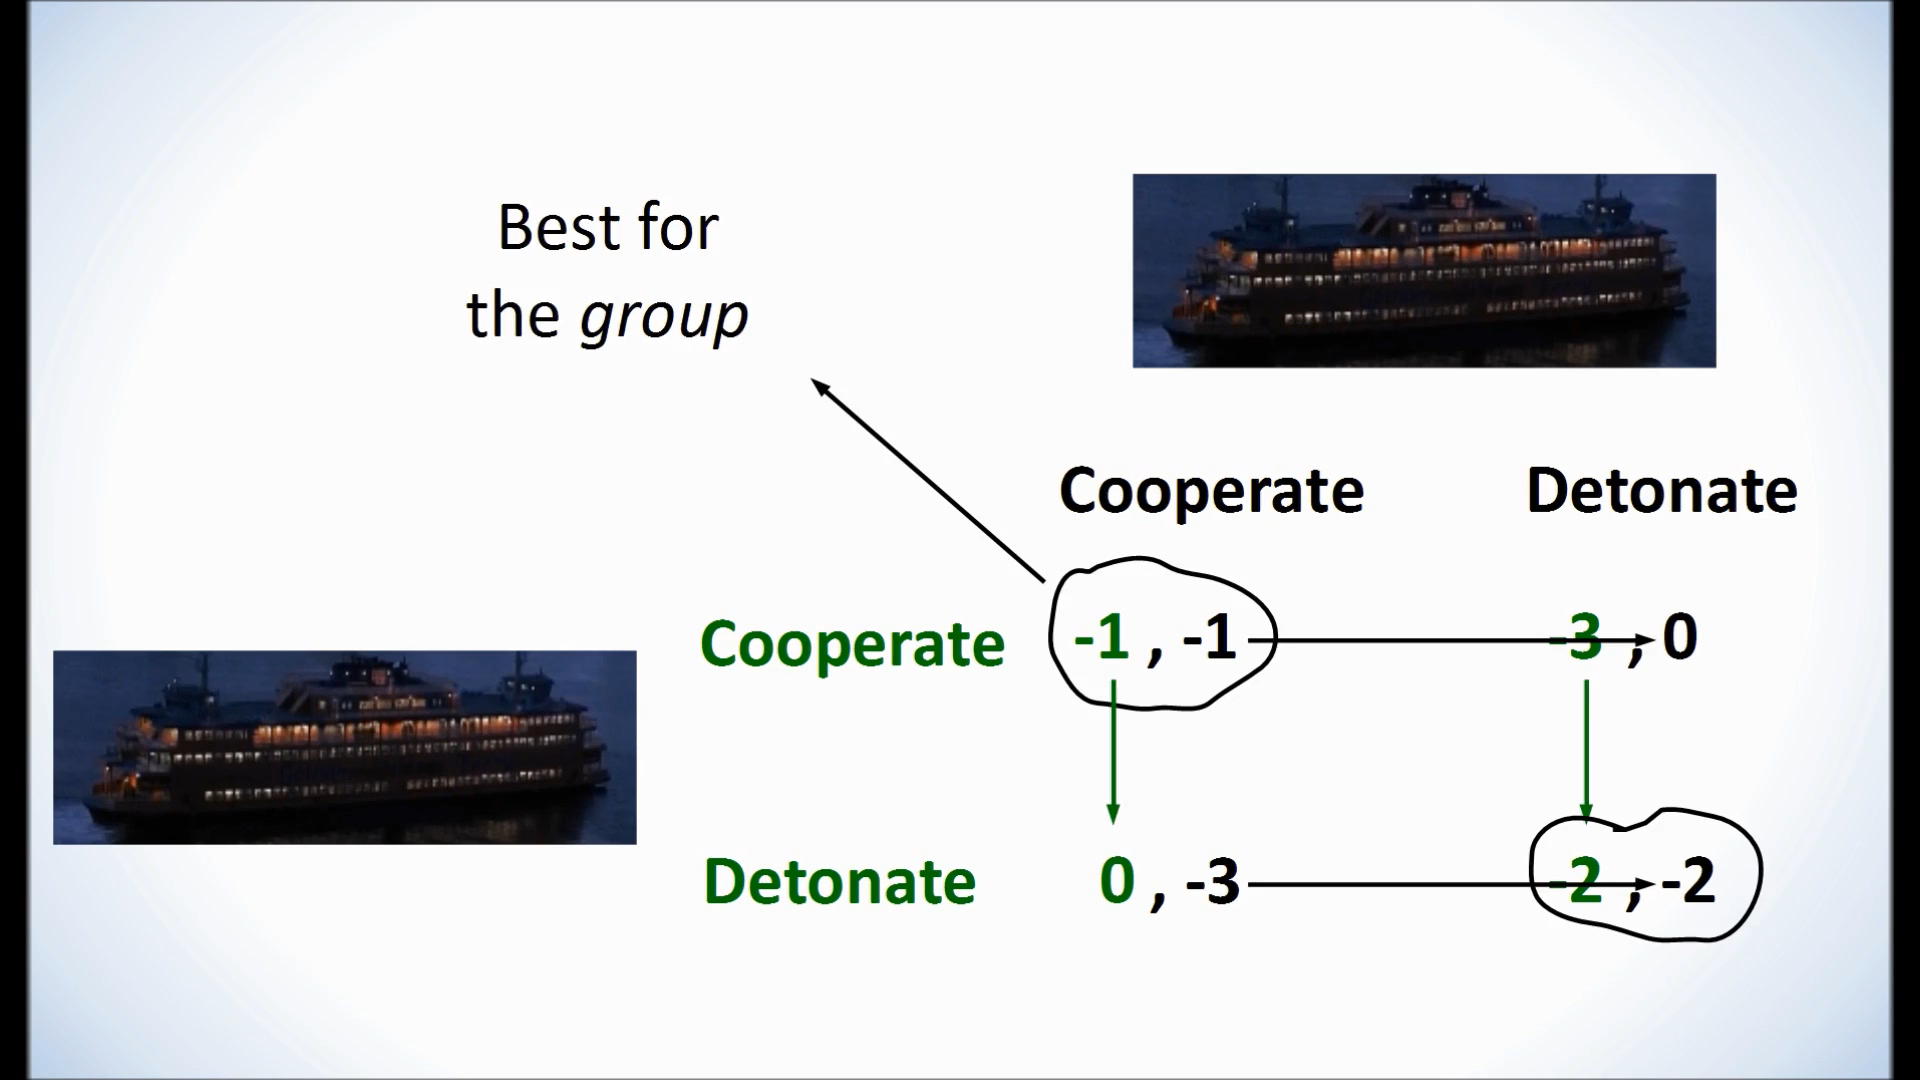 Best for
the group
Cooperate Detonate
Cooperate -1 , -1 -3 , 0
Detonate 0 , -3 -2 , -2